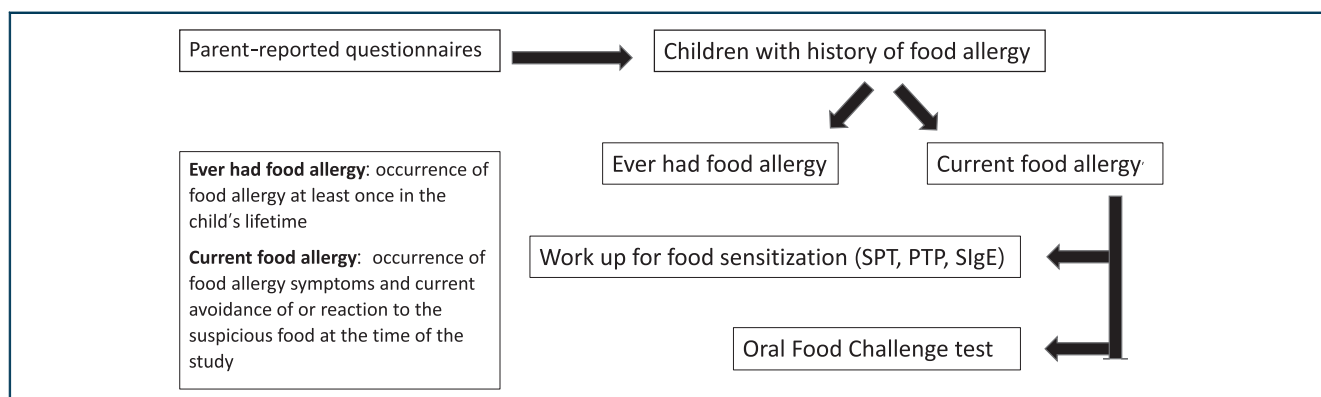 Parent-reported questionnaires
Children with history of food allergy
Ever had food allergy
Current food allergy
Ever had food allergy: occurrence of
food allergy at least once in the
child's lifetime
Current food allergy: occurrence of
food allergy symptoms and current
avoidance of or reaction to the
suspicious food at the time of the
study
Work up for food sensitization (SPT, PTP, SIgE)
Oral Food Challenge test